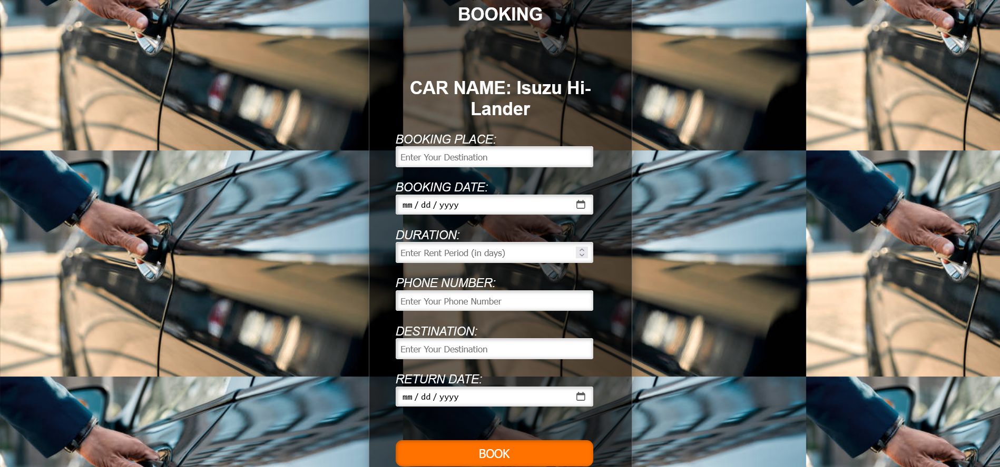 BOOKING
CAR NAME: Isuzu Hi-
Lander
BOOKING PLACE:
Enter Your Destination
BOOKING DATE:
mm / dd / yyyy
DURATION:
Enter Rent Period (in days)
PHONE NUMBER:
Enter Your Phone Number
DESTINATION:
Enter Your Destination
RETURN DATE:
mm / dd / yyyy
BOOK